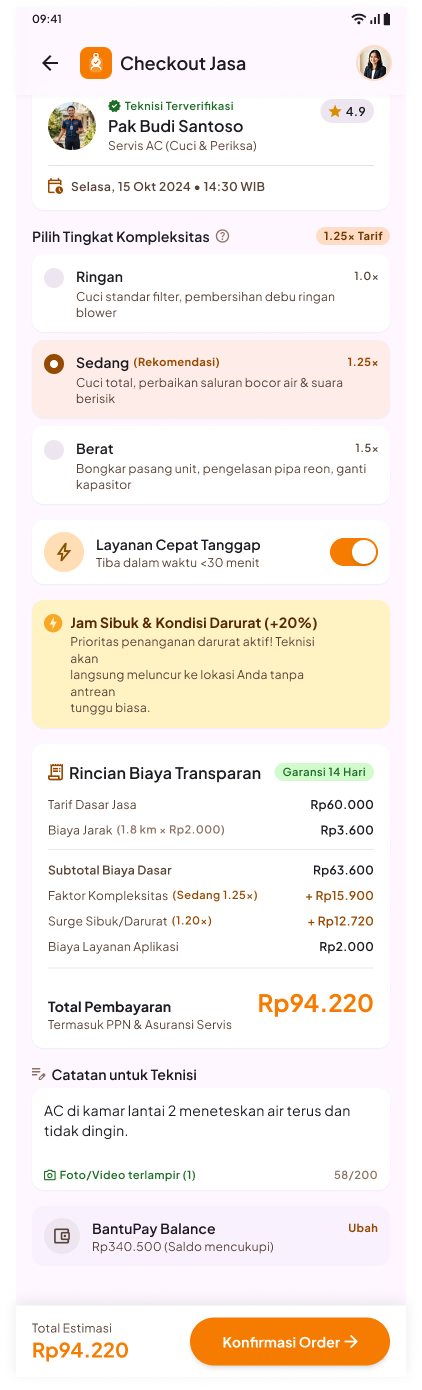 09:41
Checkout Jasa
Teknisi Terverifikasi
4.9
Pak Budi Santoso
Servis AC (Cuci & Periksa)
Selasa, 15 Okt 2024 • 14:30 WIB
Pilih Tingkat Kompleksitas
1.25× Tarif
Ringan
1.0×
Cuci standar filter, pembersihan debu ringan
blower
Sedang (Rekomendasi)
1.25×
Cuci total, perbaikan saluran bocor air & suara
berisik
Berat
1.5×
Bongkar pasang unit, pengelasan pipa reon, ganti
kapasitor
Layanan Cepat Tanggap
Tiba dalam waktu <30 menit
Jam Sibuk & Kondisi Darurat (+20%)
Prioritas penanganan darurat aktif! Teknisi
akan
langsung meluncur ke lokasi Anda tanpa
antrean
tunggu biasa.
Rincian Biaya Transparan
Garansi 14 Hari
Tarif Dasar Jasa
Rp60.000
Biaya Jarak (1.8 km × Rp2.000)
Rp3.600
Subtotal Biaya Dasar
Rp63.600
Faktor Kompleksitas (Sedang 1.25×)
+ Rp15.900
Surge Sibuk/Darurat (1.20×)
+ Rp12.720
Biaya Layanan Aplikasi
Rp2.000
Total Pembayaran
Rp94.220
Termasuk PPN & Asuransi Servis
Catatan untuk Teknisi
AC di kamar lantai 2 meneteskan air terus dan
tidak dingin.
Foto/Video terlampir (1)
58/200
BantuPay Balance
Ubah
Rp340.500 (Saldo mencukupi)
Total Estimasi
Rp94.220
Konfirmasi Order →